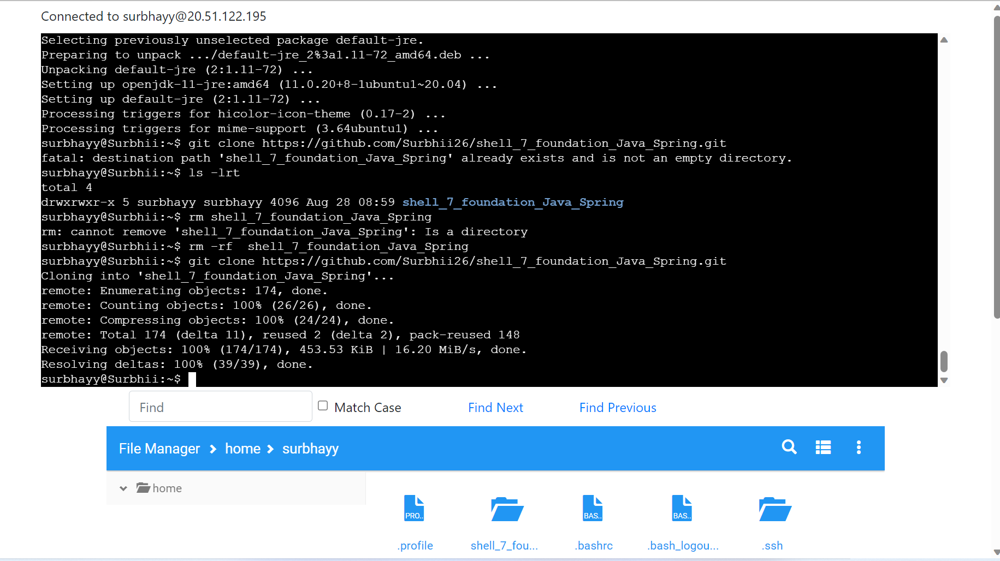 Connected to surbhayy@20.51.122.195
Selecting previously unselected package default-jre.
Preparing to unpack .../default-jre_2%3a1.11-72_amd64.deb ...
Unpacking default-jre (2:1.11-72) ...
Setting up openjdk-11-jre:amd64 (11.0.20+8-1ubuntu1~20.04) ...
Setting up default-jre (2:1.11-72) ...
Processing triggers for hicolor-icon-theme (0.17-2) ...
Processing triggers for mime-support (3.64ubuntu1) ...
surbhayy@Surbhii:~$ git clone https://github.com/Surbhii26/shell_7_foundation_Java_Spring.git
fatal: destination path 'shell_7_foundation_Java_Spring' already exists and is not an empty directory.
surbhayy@Surbhii:~$ ls -lrt
total 4
drwxrwxr-x 5 surbhayy surbhayy 4096 Aug 28 08:59 shell_7_foundation_Java_Spring
surbhayy@Surbhii:~$ rm shell_7_foundation_Java_Spring
rm: cannot remove 'shell_7_foundation_Java_Spring': Is a directory
surbhayy@Surbhii:~$ rm -rf  shell_7_foundation_Java_Spring
surbhayy@Surbhii:~$ git clone https://github.com/Surbhii26/shell_7_foundation_Java_Spring.git
Cloning into 'shell_7_foundation_Java_Spring'...
remote: Enumerating objects: 174, done.
remote: Counting objects: 100% (26/26), done.
remote: Compressing objects: 100% (24/24), done.
remote: Total 174 (delta 11), reused 2 (delta 2), pack-reused 148
Receiving objects: 100% (174/174), 453.53 KiB | 16.20 MiB/s, done.
Resolving deltas: 100% (39/39), done.
surbhayy@Surbhii:~$
Find Match Case Find Next Find Previous
File Manager > home > surbhayy
home
PRO.. BAS.. BAS..
.profile shell_7_fou... .bashrc .bash_logou... .ssh